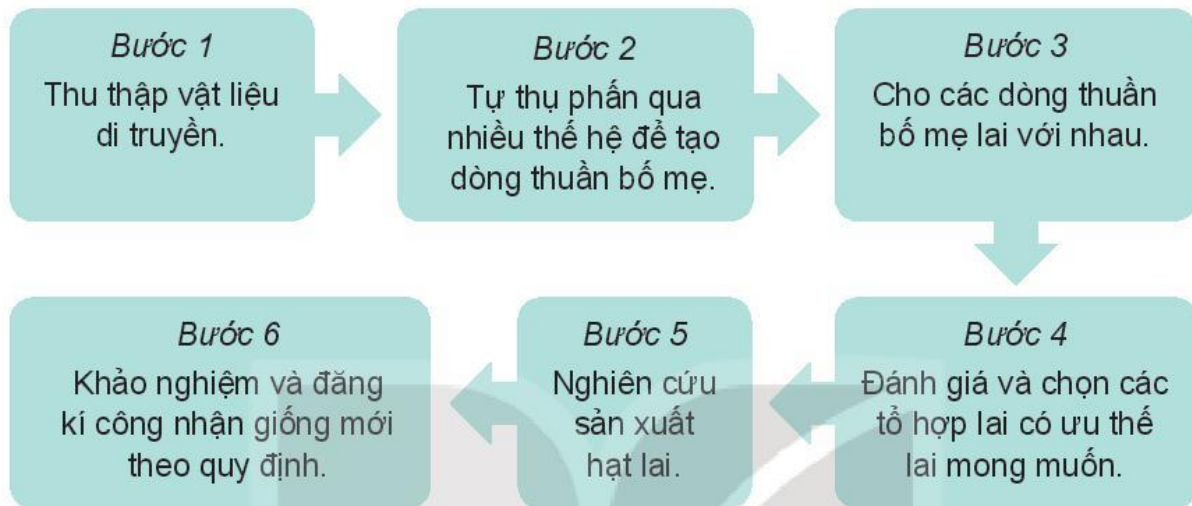 Bước 1
Thu thập vật liệu
di truyền.
Bước 2
Tự thụ phấn qua
nhiều thế hệ để tạo
dòng thuần bố mẹ.
Bước 3
Cho các dòng thuần
bố mẹ lai với nhau.
Bước 4
Đánh giá và chọn các
tổ hợp lai có ưu thế
lai mong muốn.
Bước 5
Nghiên cứu
sản xuất
hạt lai.
Bước 6
Khảo nghiệm và đăng
kí công nhận giống mới
theo quy định.